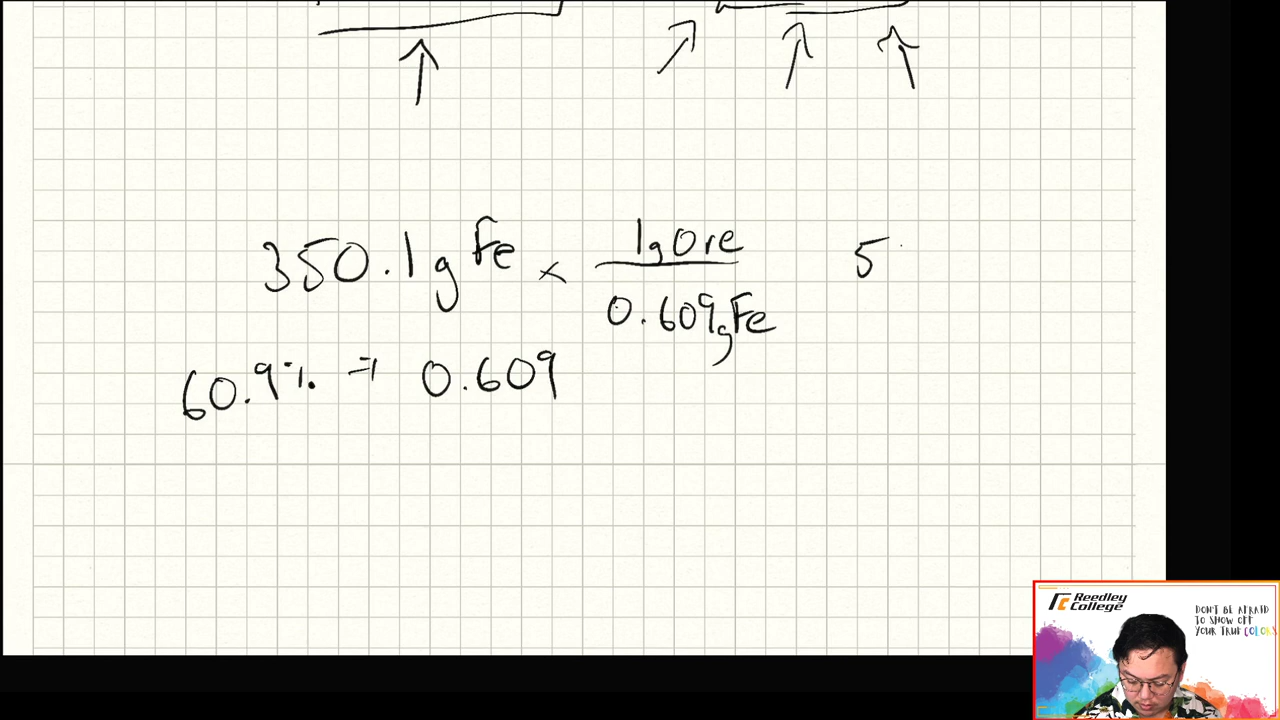 350.1 g Fe × 1 g Ore 5
0.609 g Fe
60.9% → 0.609
Reedley
College
DON'T BE AFRAID
TO SHOW OFF
YOUR TRUE COLORS